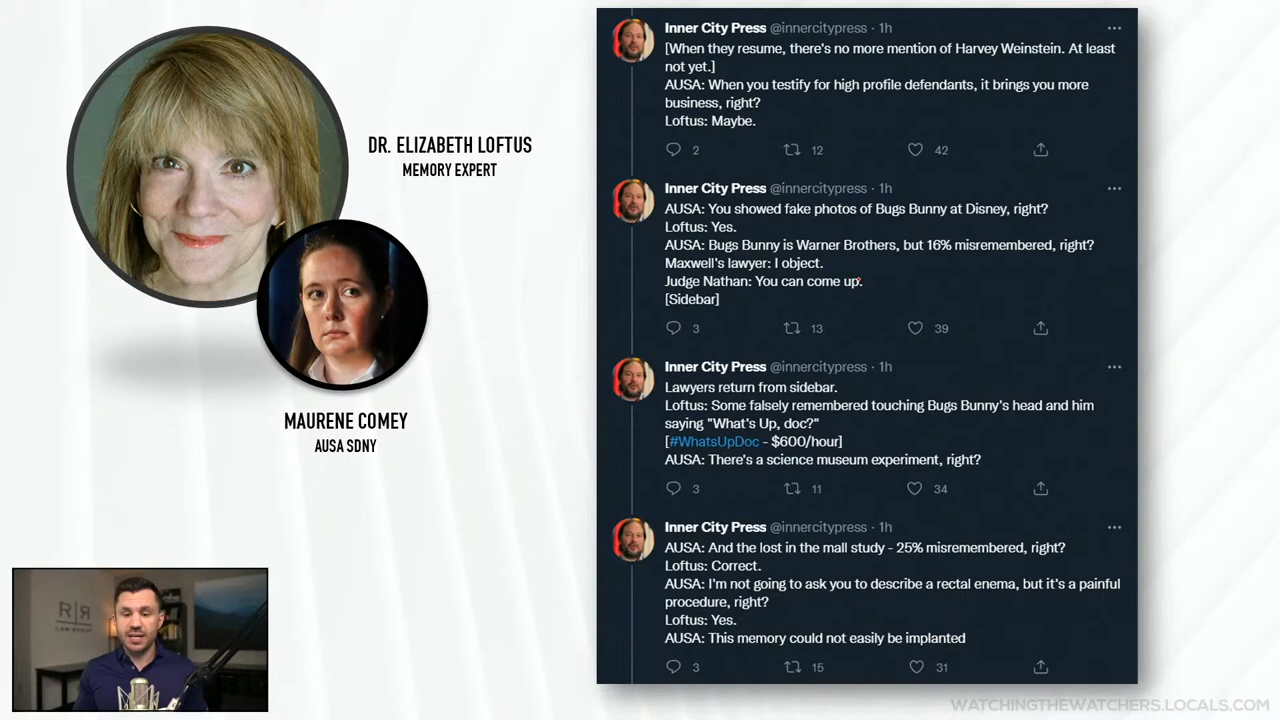 DR. ELIZABETH LOFTUS
MEMORY EXPERT
MAURENE COMEY
AUSA SDNY
R|R
LAW GROUP
Inner City Press @innercitypress · 1h
[When they resume, there's no more mention of Harvey Weinstein. At least
not yet.]
AUSA: When you testify for high profile defendants, it brings you more
business, right?
Loftus: Maybe.
2 12 42
Inner City Press @innercitypress · 1h
AUSA: You showed fake photos of Bugs Bunny at Disney, right?
Loftus: Yes.
AUSA: Bugs Bunny is Warner Brothers, but 16% misremembered, right?
Maxwell's lawyer: I object.
Judge Nathan: You can come up.
[Sidebar]
3 13 39
Inner City Press @innercitypress · 1h
Lawyers return from sidebar.
Loftus: Some falsely remembered touching Bugs Bunny's head and him
saying "What's Up, doc?"
[#WhatsUpDoc - $600/hour]
AUSA: There's a science museum experiment, right?
3 11 34
Inner City Press @innercitypress · 1h
AUSA: And the lost in the mall study - 25% misremembered, right?
Loftus: Correct.
AUSA: I'm not going to ask you to describe a rectal enema, but it's a painful
procedure, right?
Loftus: Yes.
AUSA: This memory could not easily be implanted
3 15 31
WATCHINGTHEWATCHERS.LOCALS.COM